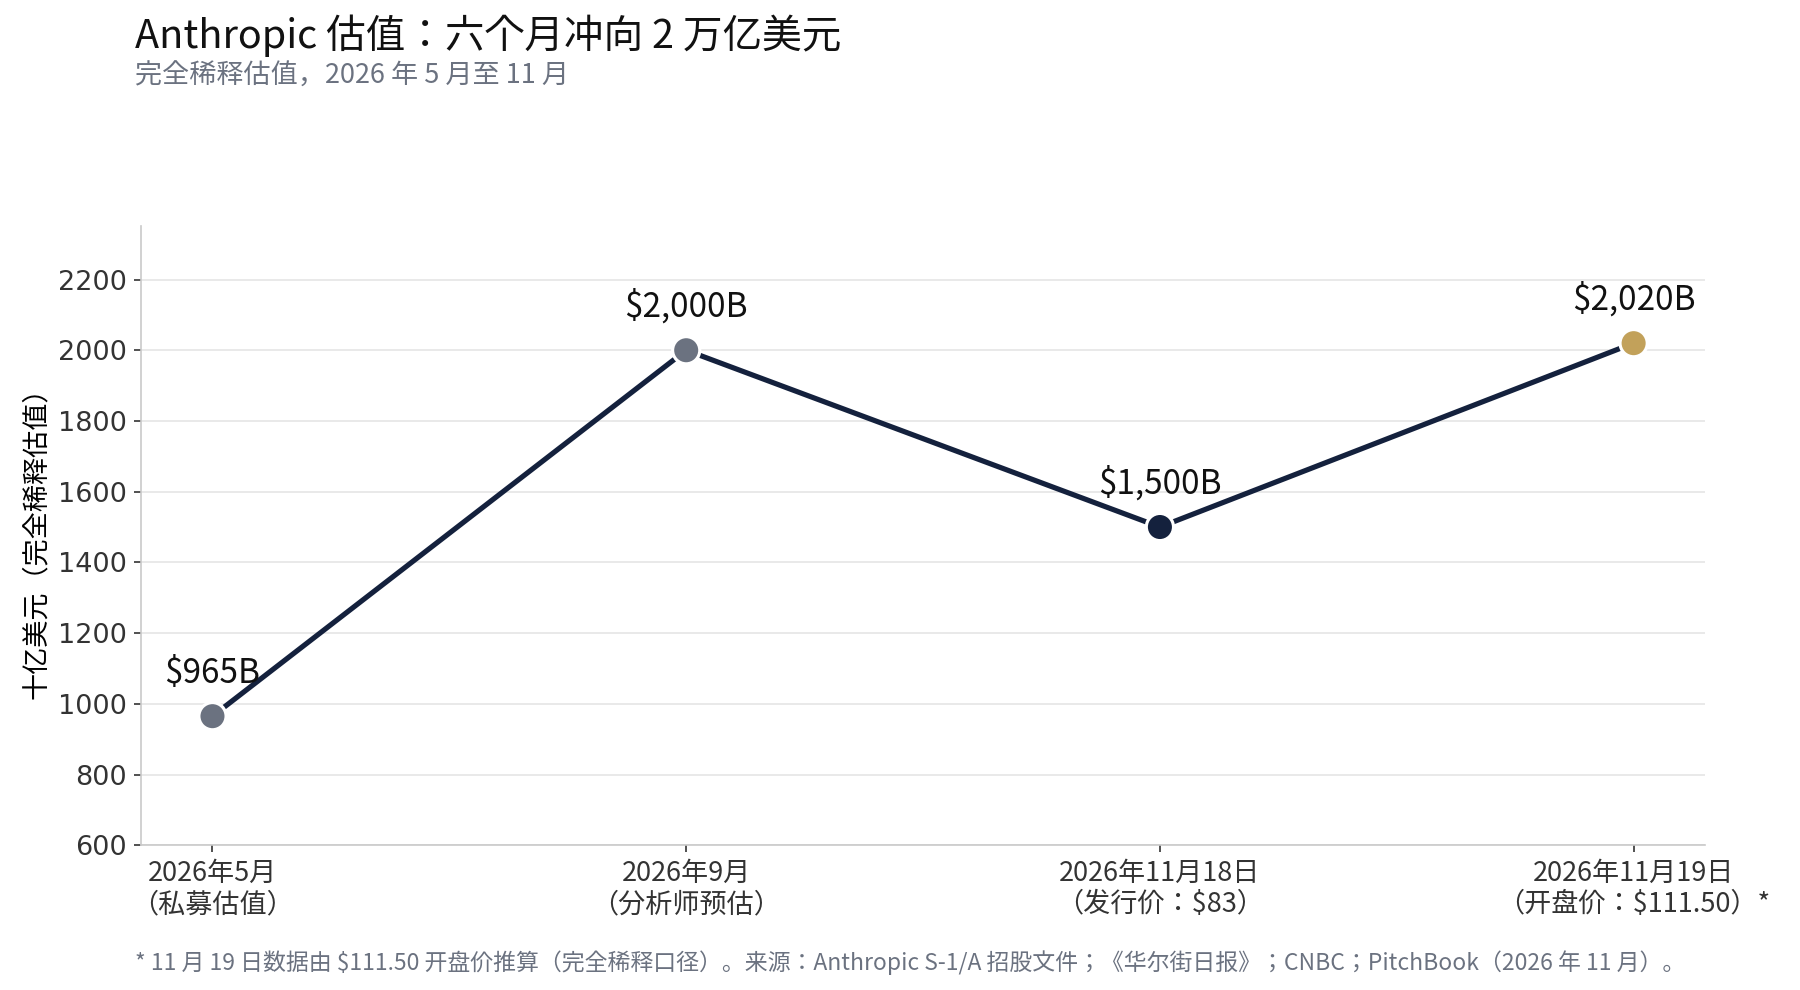 Anthropic 估值：六个月冲向 2 万亿美元
完全稀释估值，2026 年 5 月至 11 月
十亿美元（完全稀释估值）
2200
2000
1800
1600
1400
1200
1000
800
600
$965B
$2,000B
$1,500B
$2,020B
2026年5月
（私募估值）
2026年9月
（分析师预估）
2026年11月18日
（发行价：$83）
2026年11月19日
（开盘价：$111.50）*
* 11 月 19 日数据由 $111.50 开盘价推算（完全稀释口径）。来源：Anthropic S-1/A 招股文件；《华尔街日报》；CNBC；PitchBook（2026 年 11 月）。